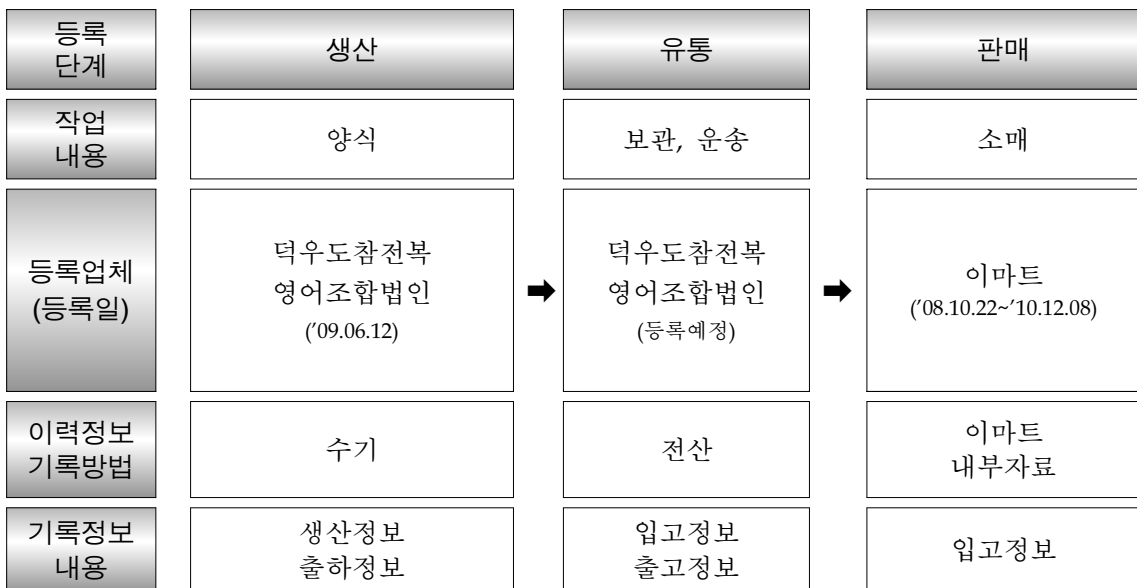 등록
단계
생산
유통
판매
작업
내용
양식
보관, 운송
소매
등록업체
(등록일)
덕우도참전복
영어조합법인
(′09.06.12)
덕우도참전복
영어조합법인
(등록예정)
이마트
(′08.10.22~′10.12.08)
이력정보
기록방법
수기
전산
이마트
내부자료
기록정보
내용
생산정보
출하정보
입고정보
출고정보
입고정보